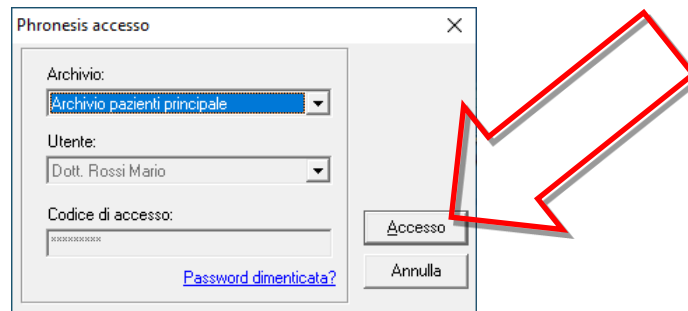 Phronesis accesso
Archivio:
Archivio pazienti principale
Utente:
Dott. Rossi Mario
Codice di accesso:
×××××××××
Password dimenticata?
Accesso
Annulla